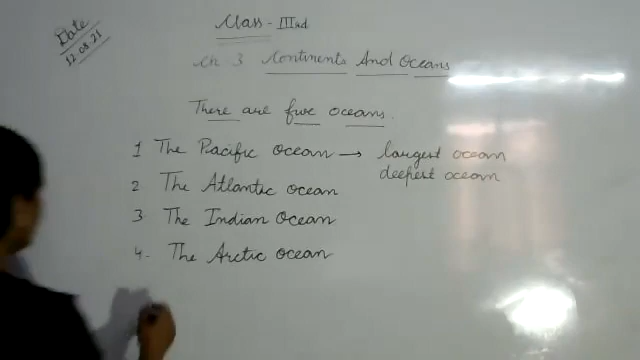 Date
12.08.21
Class - IIIrd
Ch 3 Continents And Oceans
There are five oceans.
1 The Pacific ocean → largest ocean
deepest ocean
2 The Atlantic ocean
3. The Indian Ocean
4. The Arctic ocean